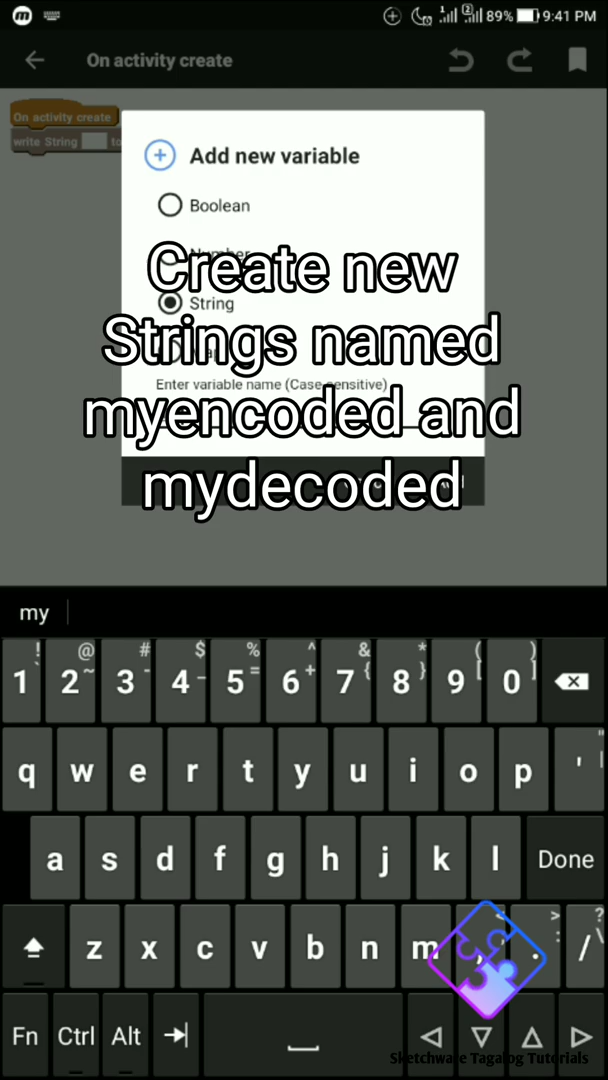 89% 9:41 PM
On activity create
On activity create
write String to
Add new variable
Boolean
Number
String
Enter variable name (Case sensitive)
Create new
Strings named
myencoded and
mydecoded
my
! @ # $ % ^ & * ( )
1 2 3 4 5 6 7 8 9 0
` ~ - _ = + { } [ ]
q w e r t y u i o p '
" |
a s d f g h j k l Done
z x c v b n m , . /
< > : ? \
Fn Ctrl Alt
Sketchware Tagalog Tutorials